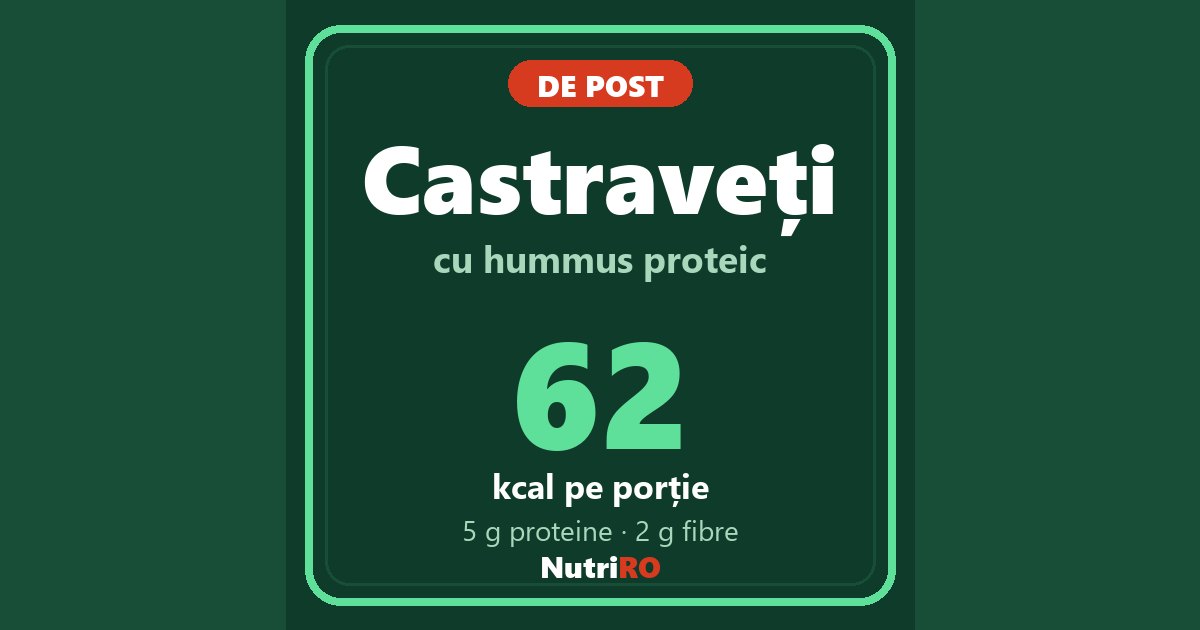 DE POST
Castraveți
cu hummus proteic
62
kcal pe porție
5 g proteine · 2 g fibre
NutriRO